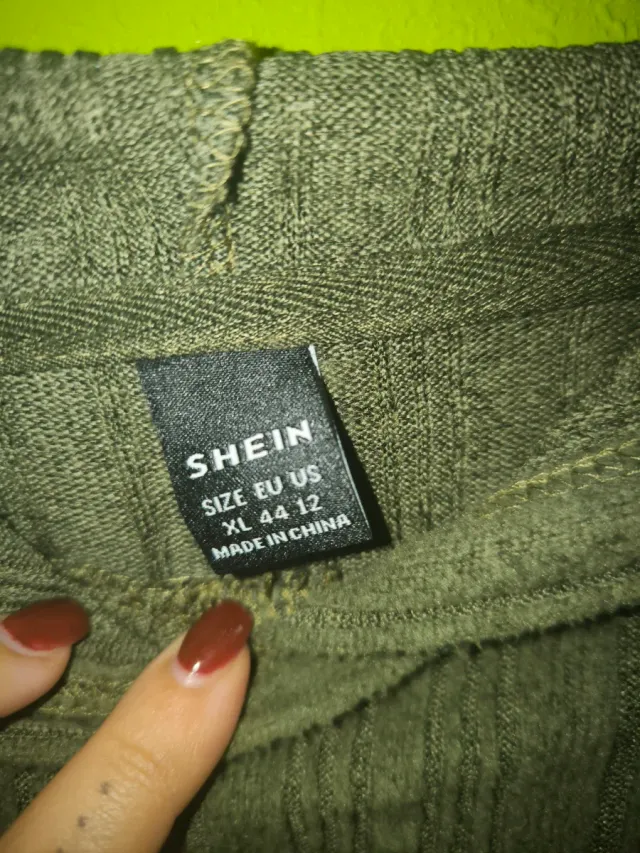 SHEIN
SIZE EU US
XL 44 12
MADE IN CHINA